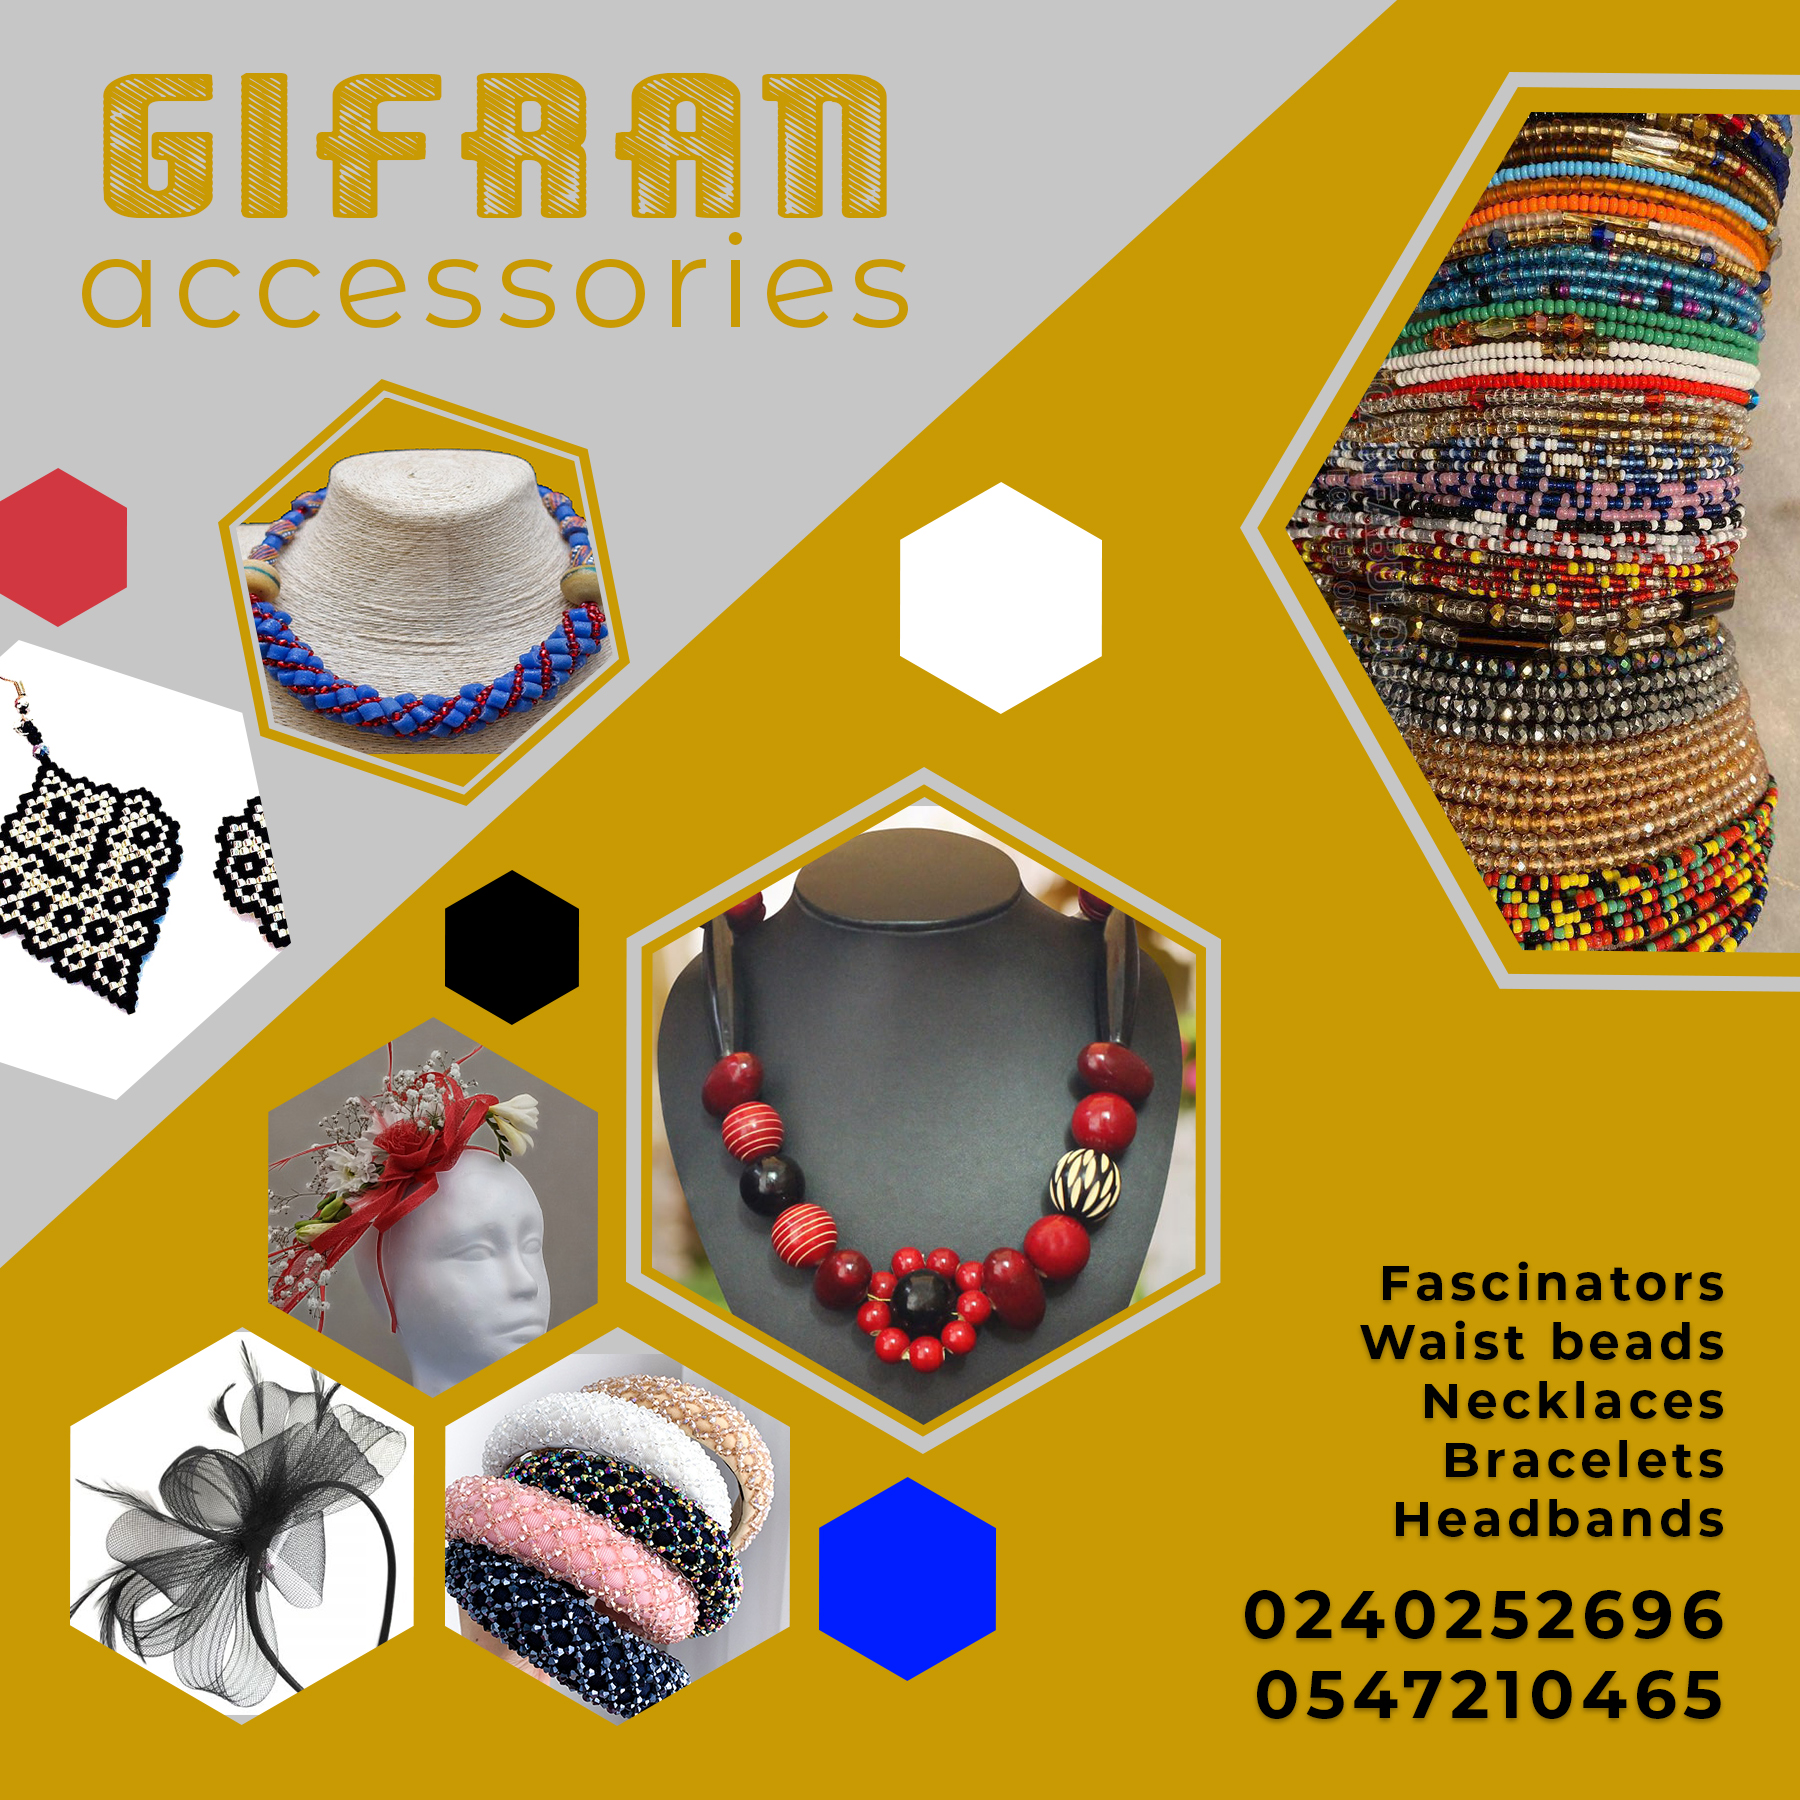 GIFRAN
accessories
Fascinators
Waist beads
Necklaces
Bracelets
Headbands
0240252696
0547210465